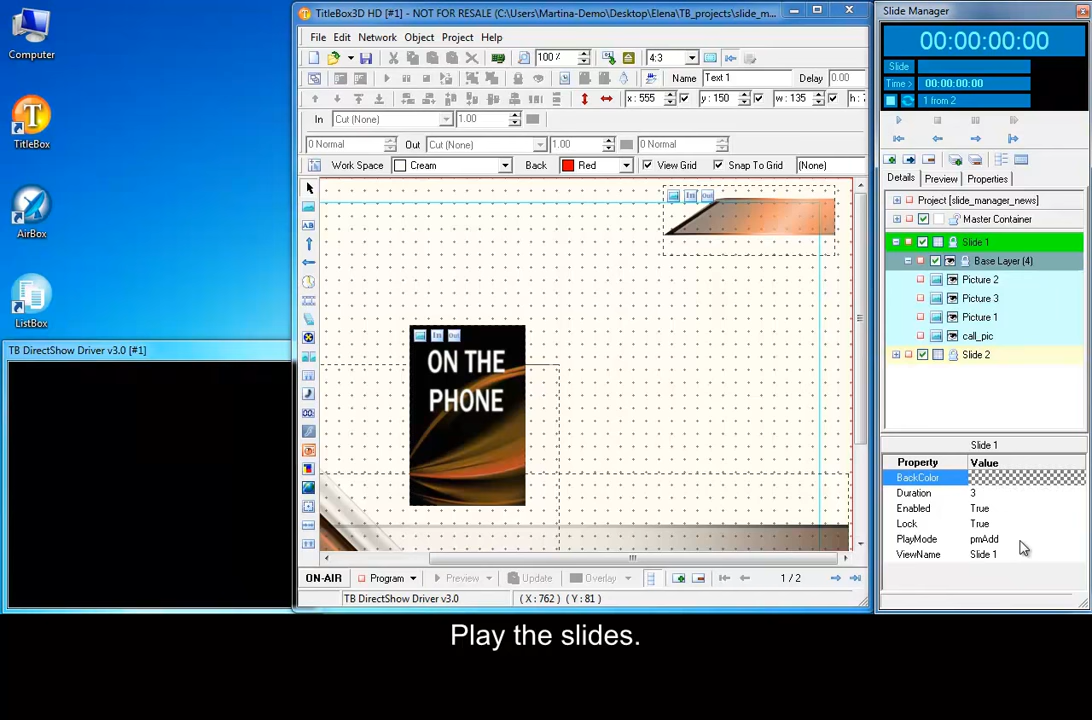 Computer
TitleBox
AirBox
ListBox
TB DirectShow Driver v3.0 [#1]
TitleBox3D HD [#1] - NOT FOR RESALE (C:\Users\Martina-Demo\Desktop\Elena\TB_projects\slide_m...
File Edit Network Object Project Help
100 % 4:3
Name Text 1 Delay 0.00
x: 555 y: 150 w: 135 h:
In Cut (None) 1.00
0 Normal Out Cut (None) 1.00 0 Normal
Work Space Cream Back Red View Grid Snap To Grid (None)
In Out
In Out
ON THE
PHONE
ON-AIR Program Preview Update Overlay 1 / 2
TB DirectShow Driver v3.0 ( X : 762 ) ( Y : 81 )
Slide Manager
00:00:00:00
Slide
Time > 00:00:00:00
1 from 2
Details Preview Properties
Project [slide_manager_news]
Master Container
Slide 1
Base Layer (4)
Picture 2
Picture 3
Picture 1
call_pic
Slide 2
Slide 1
Property Value
BackColor
Duration 3
Enabled True
Lock True
PlayMode pmAdd
ViewName Slide 1
Play the slides.